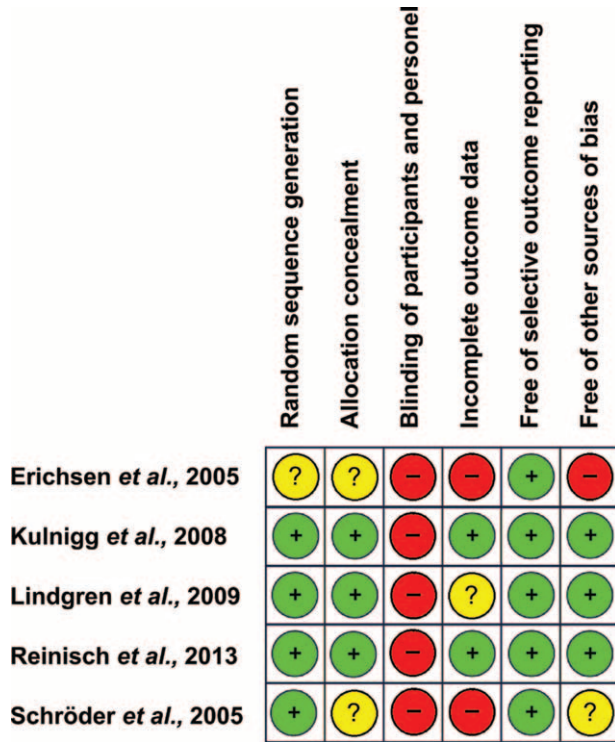 Random sequence generation
Allocation concealment
Blinding of participants and personel
Incomplete outcome data
Free of selective outcome reporting
Free of other sources of bias
Erichsen et al., 2005 ? ? – – + –
Kulnigg et al., 2008 + + – + + +
Lindgren et al., 2009 + + – ? + +
Reinisch et al., 2013 + + – + + +
Schröder et al., 2005 + ? – – + ?